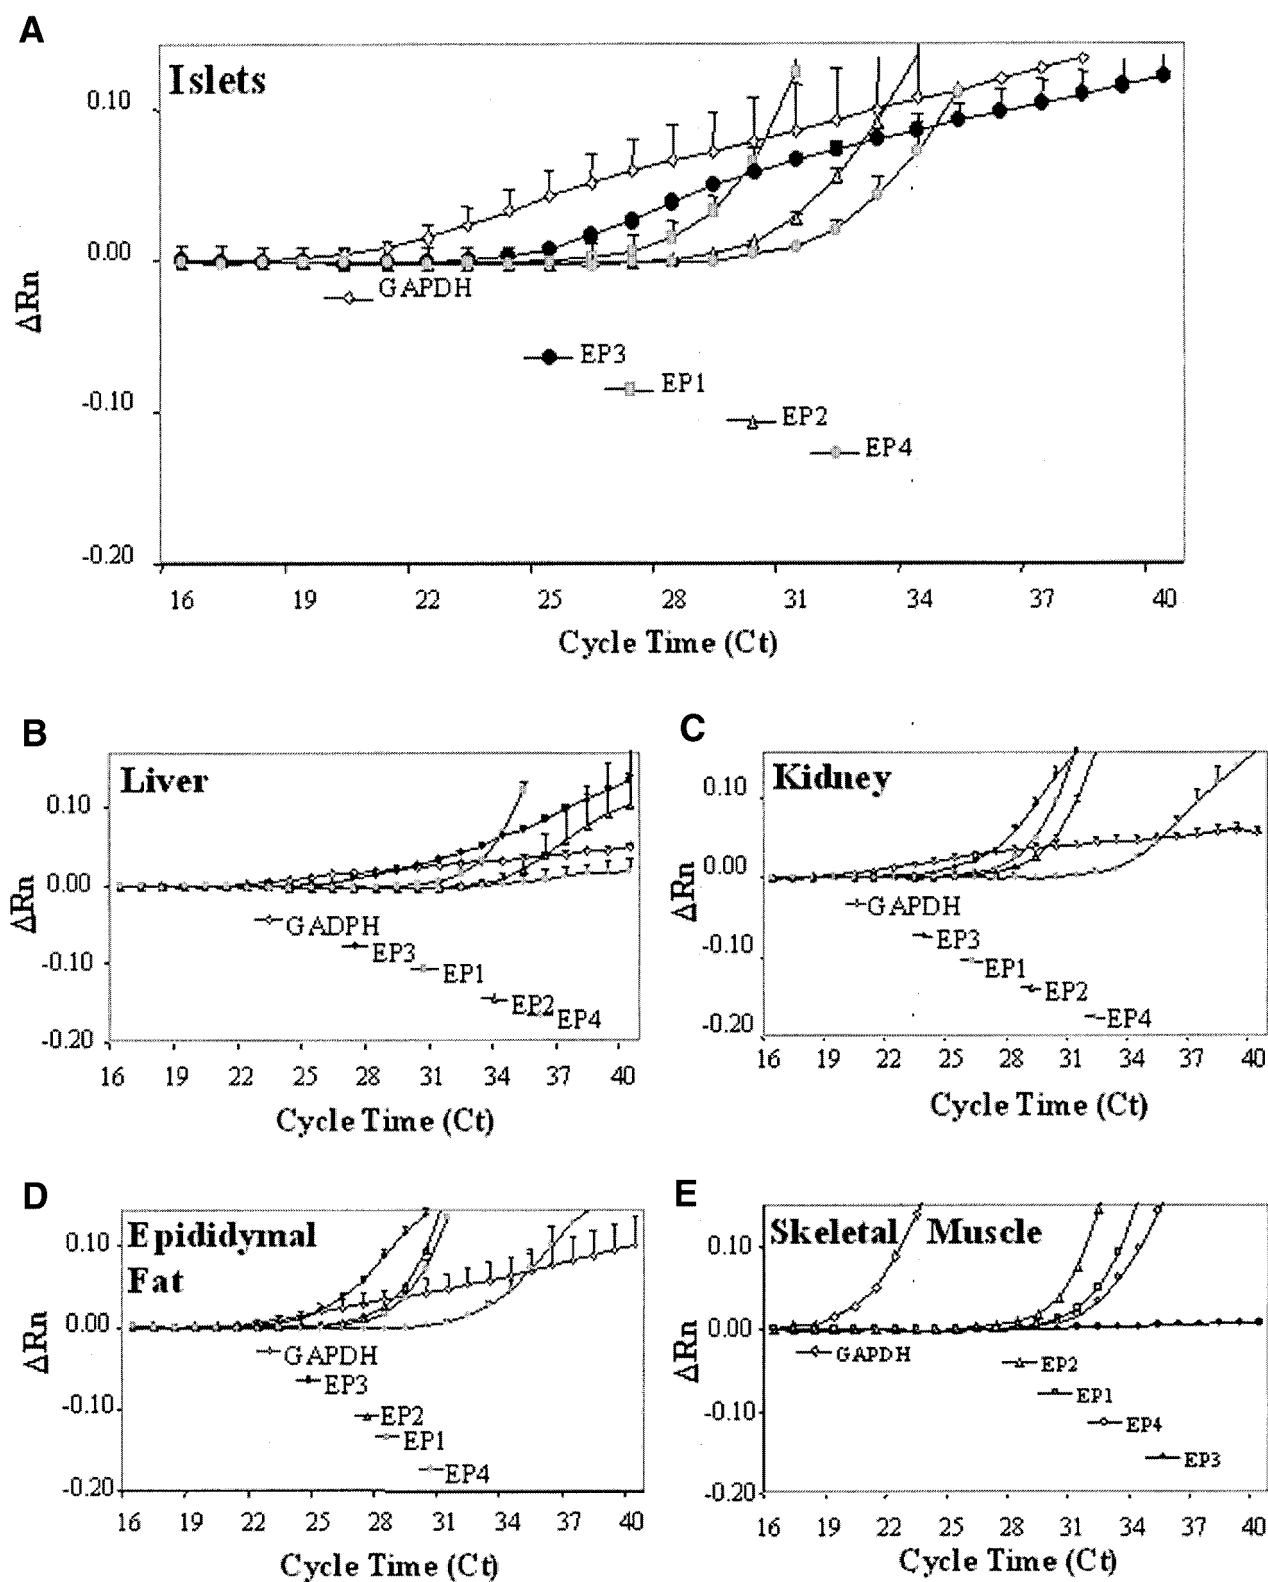 A
Islets
0.10
0.00
-0.10
-0.20
ΔRn
GAPDH
EP3
EP1
EP2
EP4
16 19 22 25 28 31 34 37 40
Cycle Time (Ct)
B
Liver
0.10
0.00
-0.10
-0.20
ΔRn
GADPH
EP3
EP1
EP2
EP4
16 19 22 25 28 31 34 37 40
Cycle Time (Ct)
C
Kidney
0.10
0.00
-0.10
-0.20
ΔRn
GAPDH
EP3
EP1
EP2
EP4
16 19 22 25 28 31 34 37 40
Cycle Time (Ct)
D
Epididymal
Fat
0.10
0.00
-0.10
-0.20
ΔRn
GAPDH
EP3
EP2
EP1
EP4
16 19 22 25 28 31 34 37 40
Cycle Time (Ct)
E
Skeletal Muscle
0.10
0.00
-0.10
-0.20
ΔRn
GAPDH
EP2
EP1
EP4
EP3
16 19 22 25 28 31 34 37 40
Cycle Time (Ct)